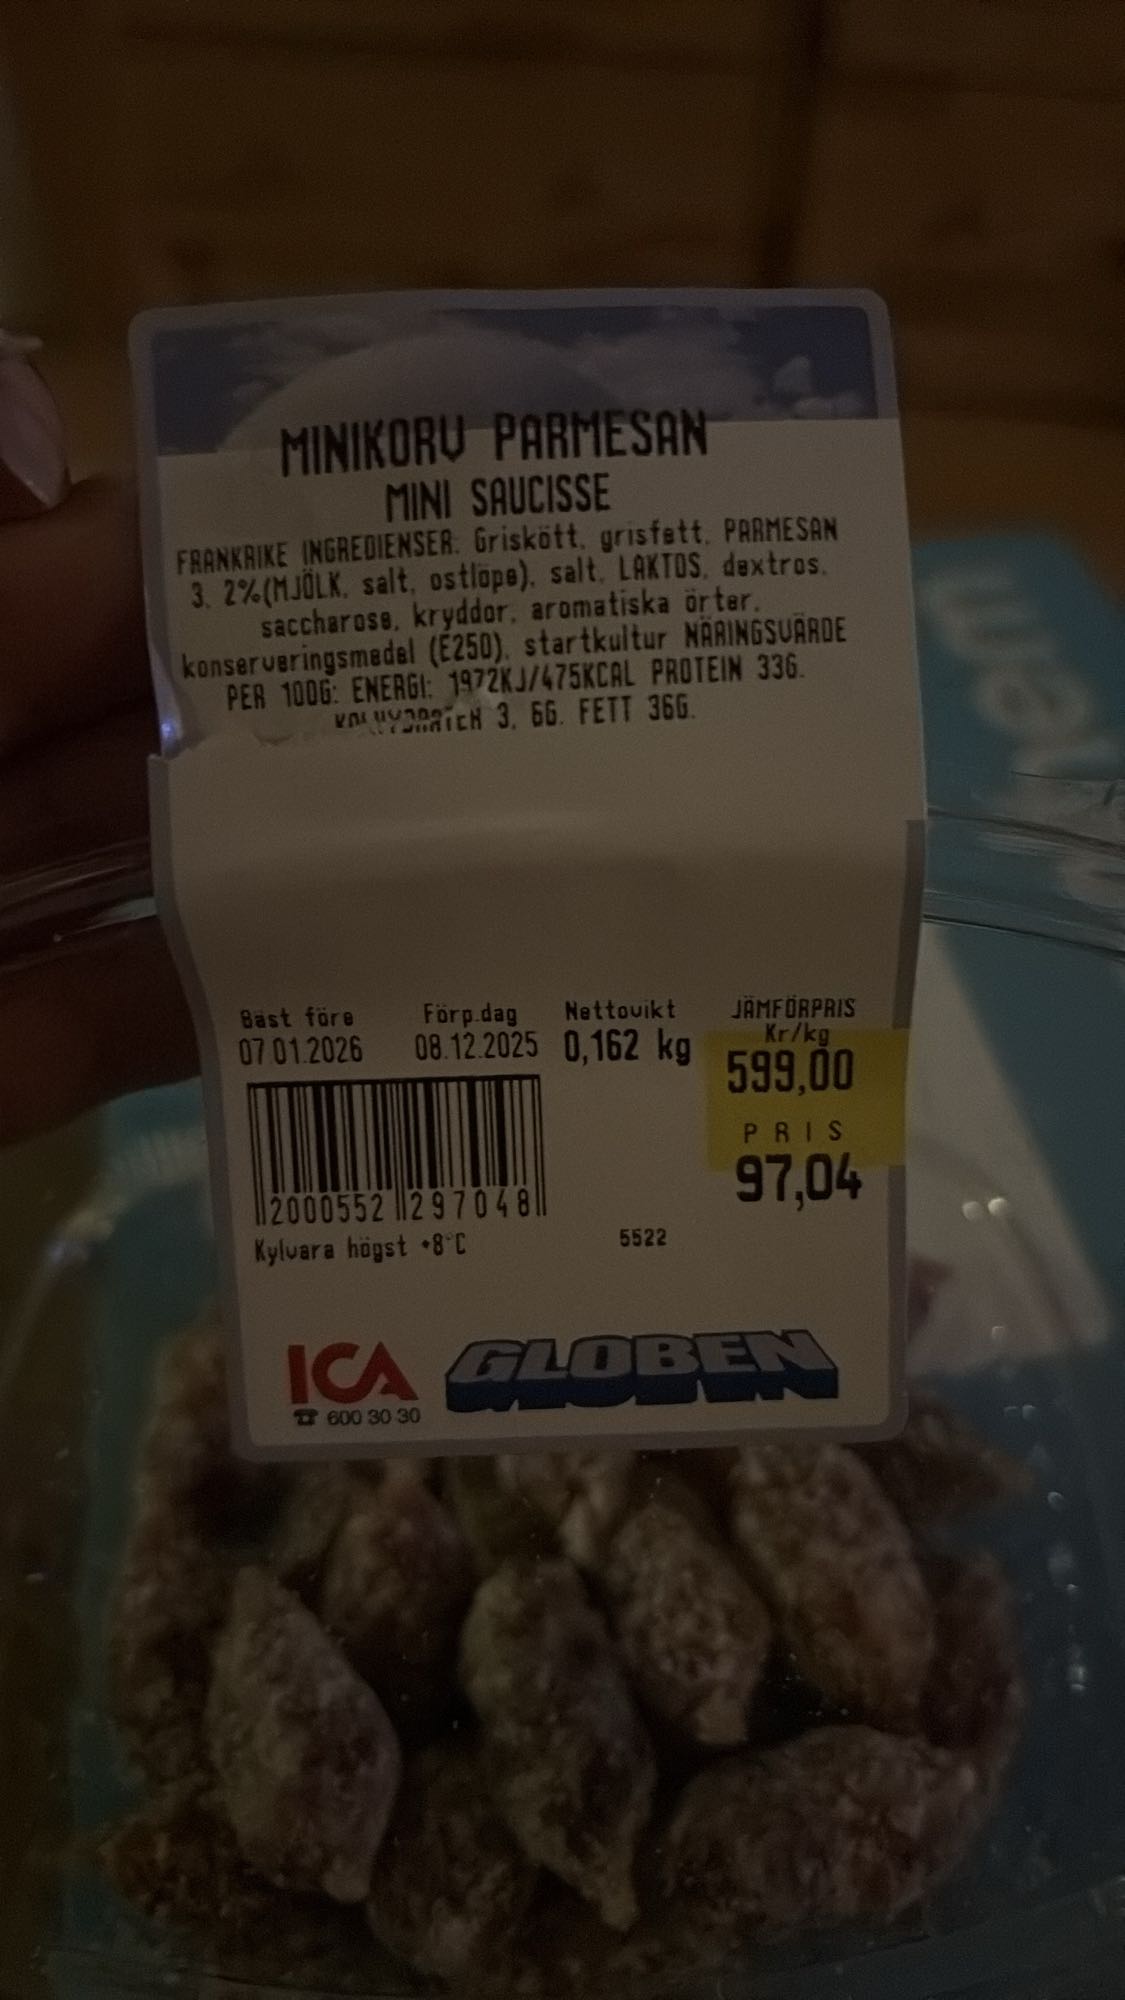 MINIKORV PARMESAN
MINI SAUCISSE
FRANKRIKE INGREDIENSER: Griskött, grisfett, PARMESAN
3, 2%(MJÖLK, salt, ostlöpe), salt, LAKTOS, dextros,
saccharose, kryddor, aromatiska örter,
konserveringsmedel (E250), startkultur NÄRINGSVÄRDE
PER 100G: ENERGI: 1972KJ/475KCAL PROTEIN 33G.
KOLHYDRATER 3, 6G. FETT 36G.
Bäst före Förp.dag Nettovikt JÄMFÖRPRIS
Kr/kg
07.01.2026 08.12.2025 0,162 kg 599,00
PRIS
97,04
2000552 297048
Kylvara högst +8°C 5522
ICA GLOBEN
☎ 600 30 30